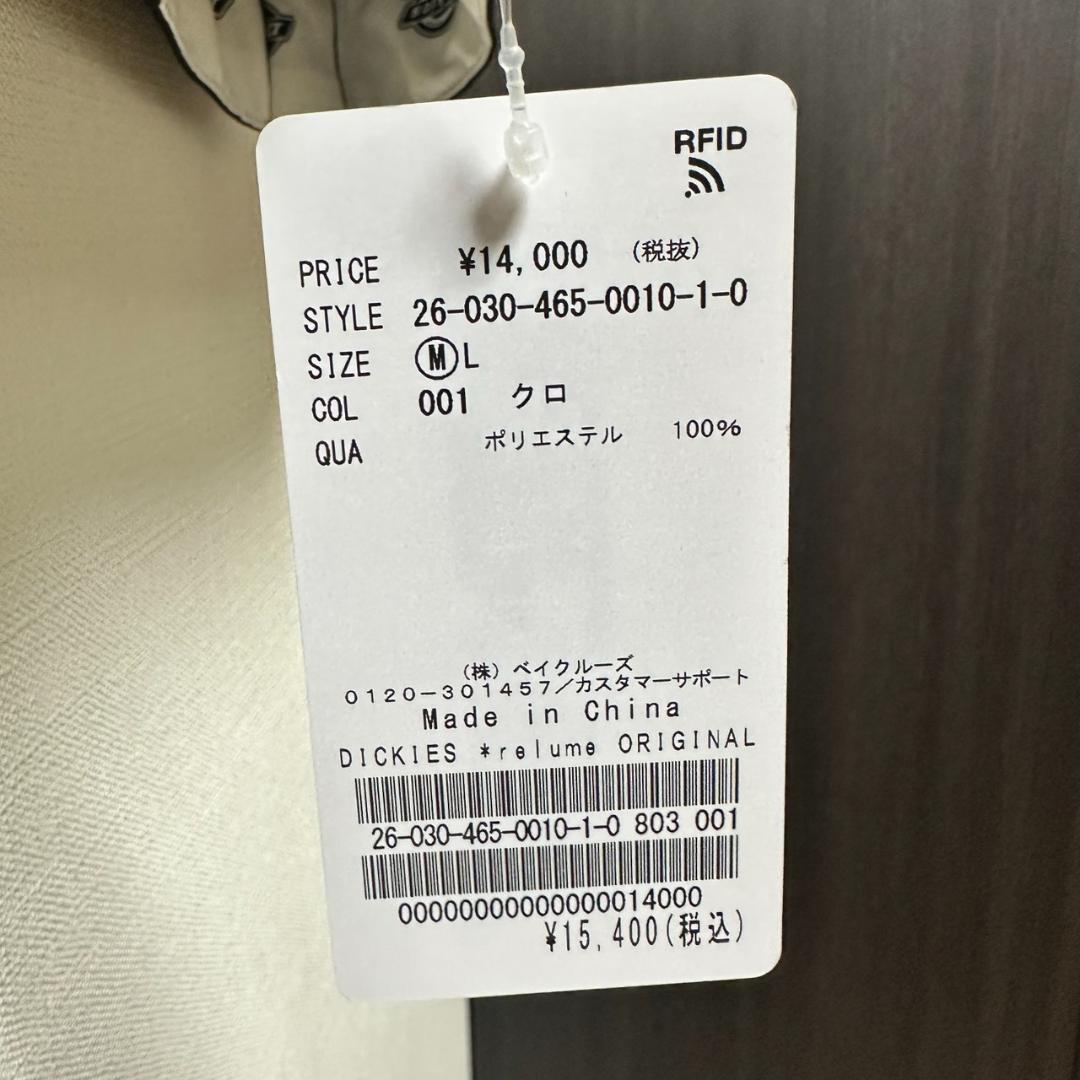 RFID
PRICE ¥14,000 (税抜)
STYLE 26-030-465-0010-1-0
SIZE Ⓜ L
COL 001 クロ
QUA ポリエステル 100%
(株)ベイクルーズ
0120-301457/カスタマーサポート
Made in China
DICKIES *relume ORIGINAL
26-030-465-0010-1-0 803 001
00000000000000014000
¥15,400(税込)